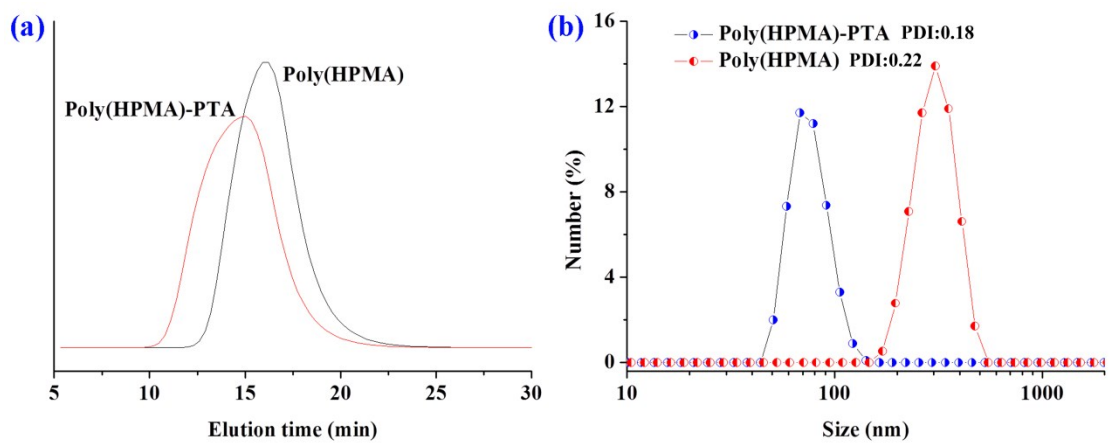 (a)
Poly(HPMA)
Poly(HPMA)-PTA
5 10 15 20 25 30
Elution time (min)
(b)
Poly(HPMA)-PTA PDI:0.18
Poly(HPMA) PDI:0.22
16
12
8
4
0
Number (%)
10 100 1000
Size (nm)